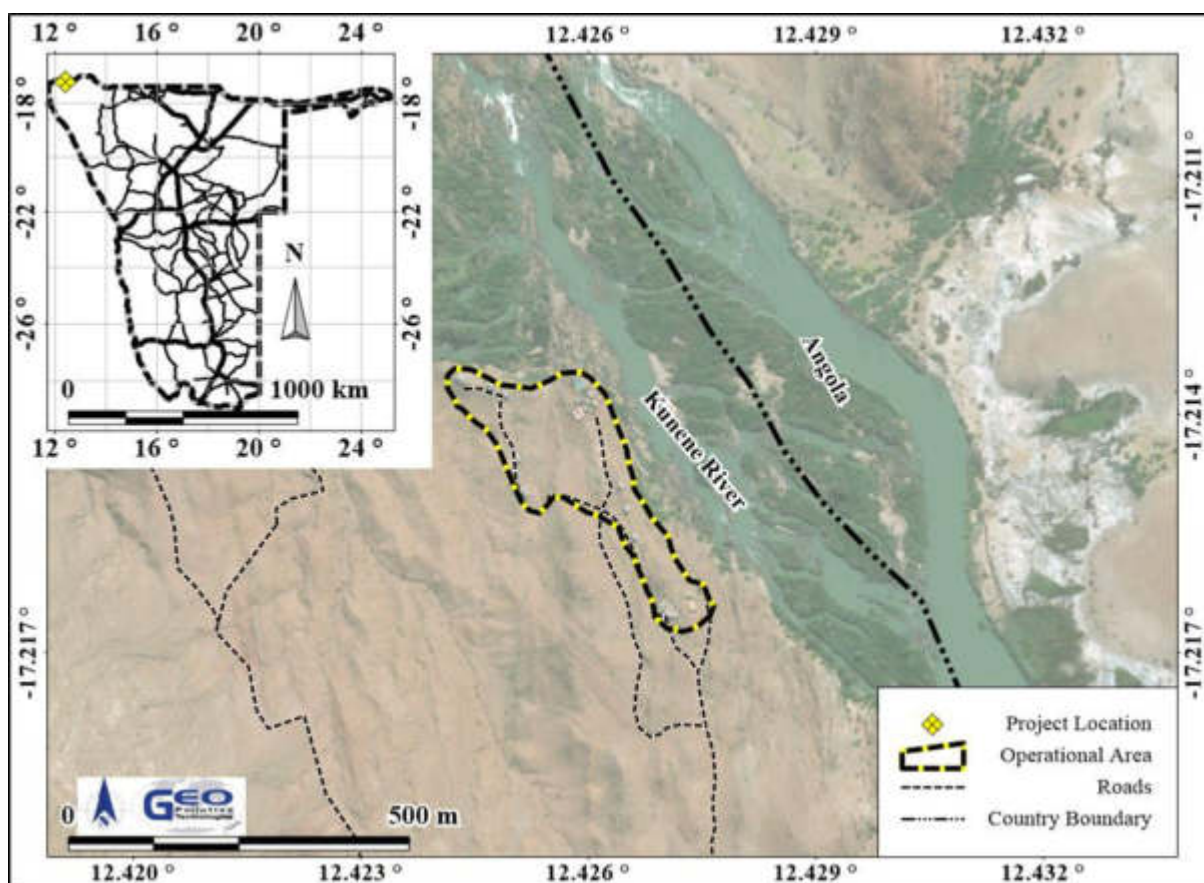 12 ° 16 ° 20 ° 24 °
12.426 ° 12.429 ° 12.432 °
-18 °
-22 °
-26 °
N
0 1000 km
12 ° 16 ° 20 ° 24 °
-17.211 °
-17.214 °
-17.217 °
-17.217 °
Angola
Kunene River
Project Location
Operational Area
Roads
Country Boundary
GEO
Pollution
0 500 m
12.420 ° 12.423 ° 12.426 ° 12.429 ° 12.432 °
-18 °
-22 °
-26 °